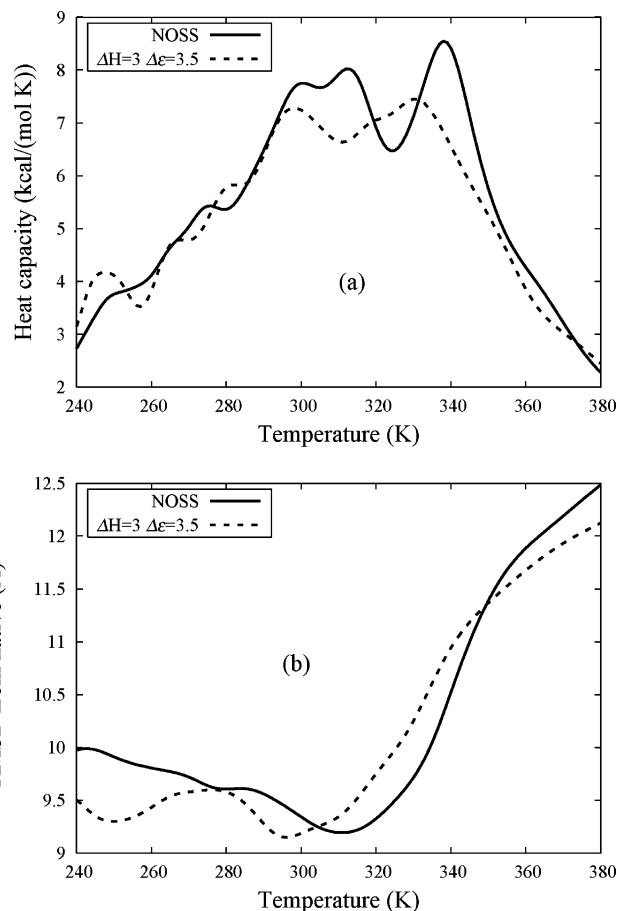 9
8
7
6
5
4
3
2
Heat capacity (kcal/(mol K))
NOSS
ΔH=3 Δε=3.5
(a)
240 260 280 300 320 340 360 380
Temperature (K)
12.5
12
11.5
11
10.5
10
9.5
9
NOSS
ΔH=3 Δε=3.5
(b)
240 260 280 300 320 340 360 380
Temperature (K)